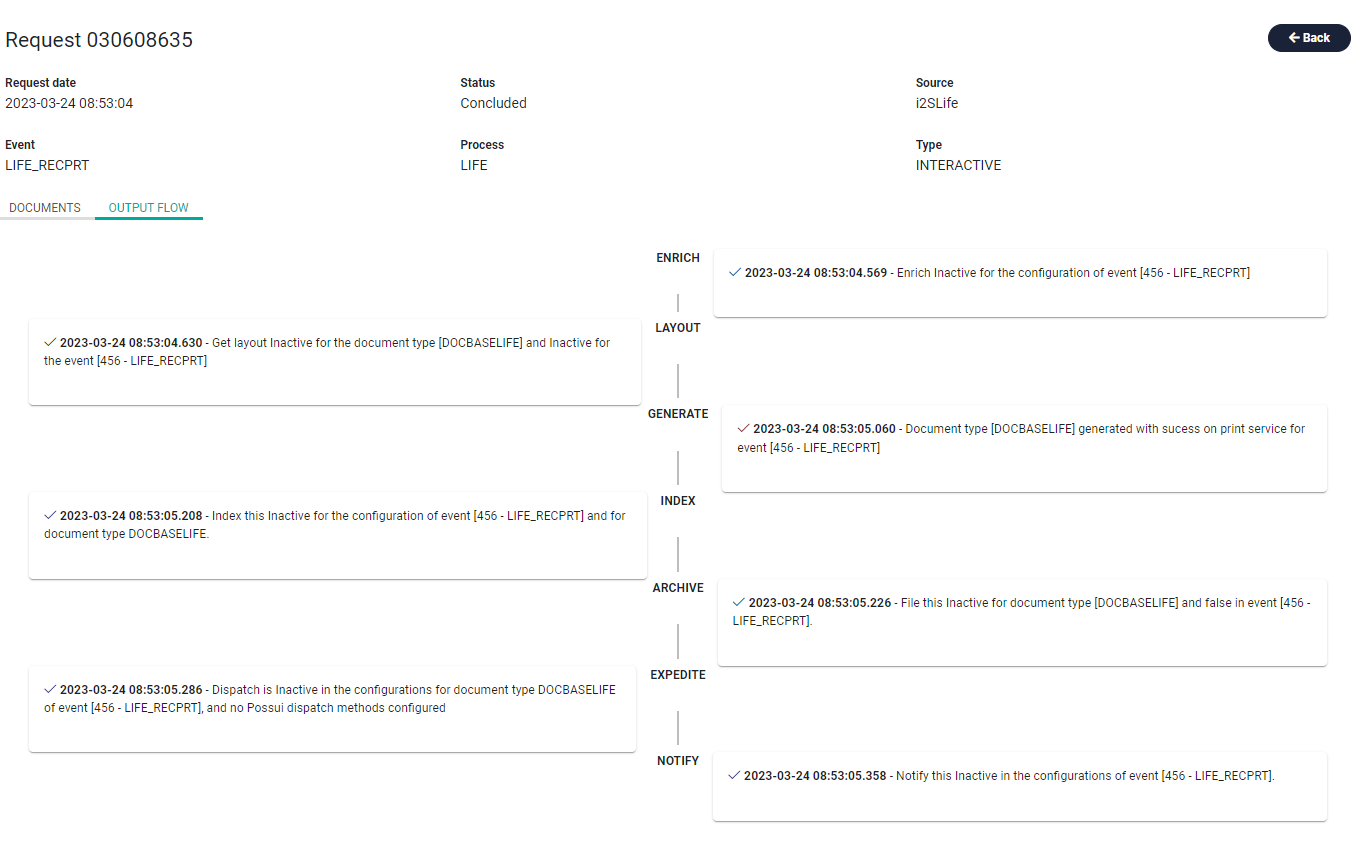 Request 030608635
Back
Request date
2023-03-24 08:53:04
Status
Concluded
Source
i2SLife
Event
LIFE_RECPRT
Process
LIFE
Type
INTERACTIVE
DOCUMENTS
OUTPUT FLOW
ENRICH
2023-03-24 08:53:04.569 - Enrich Inactive for the configuration of event [456 - LIFE_RECPRT]
LAYOUT
2023-03-24 08:53:04.630 - Get layout Inactive for the document type [DOCBASELIFE] and Inactive for
the event [456 - LIFE_RECPRT]
GENERATE
2023-03-24 08:53:05.060 - Document type [DOCBASELIFE] generated with sucess on print service for
event [456 - LIFE_RECPRT]
INDEX
2023-03-24 08:53:05.208 - Index this Inactive for the configuration of event [456 - LIFE_RECPRT] and for
document type DOCBASELIFE.
ARCHIVE
2023-03-24 08:53:05.226 - File this Inactive for document type [DOCBASELIFE] and false in event [456 -
LIFE_RECPRT].
EXPEDITE
2023-03-24 08:53:05.286 - Dispatch is Inactive in the configurations for document type DOCBASELIFE
of event [456 - LIFE_RECPRT], and no Possui dispatch methods configured
NOTIFY
2023-03-24 08:53:05.358 - Notify this Inactive in the configurations of event [456 - LIFE_RECPRT].